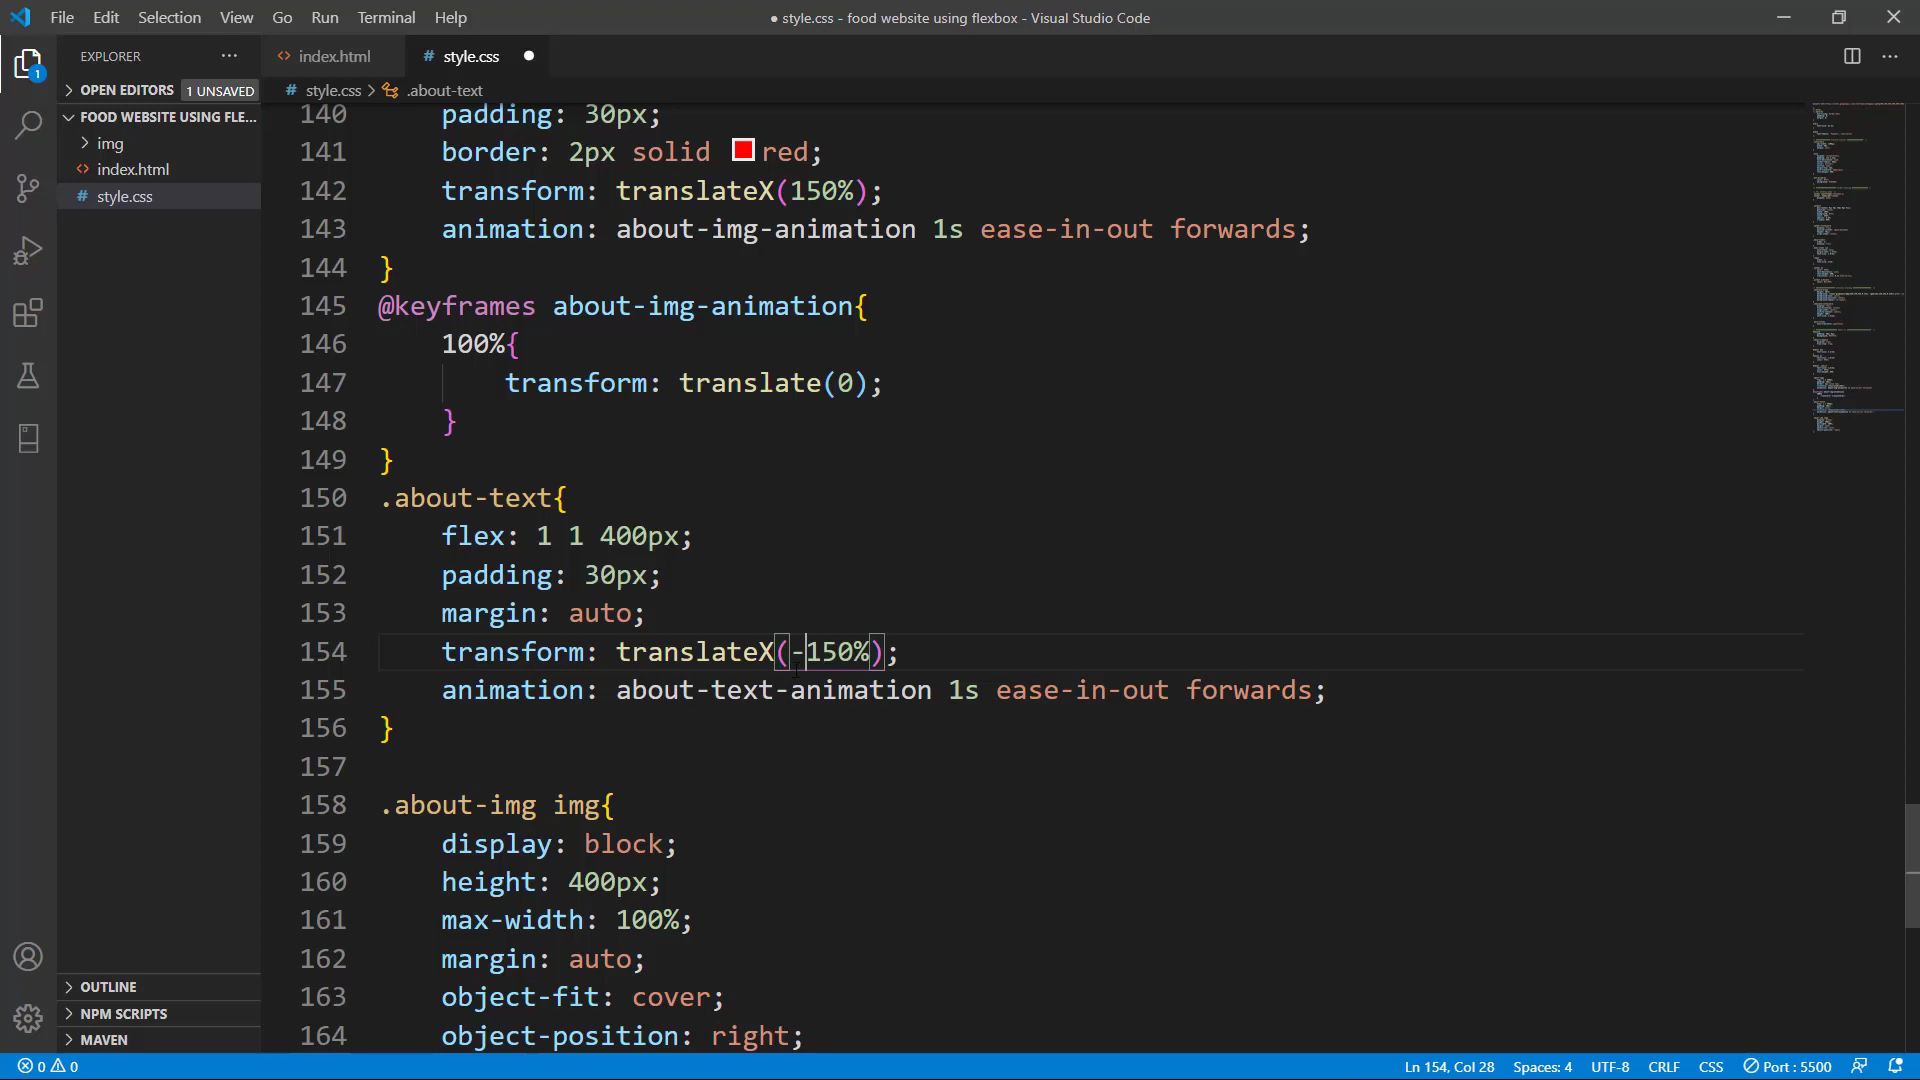 File Edit Selection View Go Run Terminal Help
● style.css - food website using flexbox - Visual Studio Code
EXPLORER ···
<> index.html
# style.css ●
OPEN EDITORS 1 UNSAVED
# style.css > .about-text
FOOD WEBSITE USING FLE...
img
<> index.html
# style.css
1
140 padding: 30px;
141 border: 2px solid red;
142 transform: translateX(150%);
143 animation: about-img-animation 1s ease-in-out forwards;
144 }
145 @keyframes about-img-animation{
146 100%{
147 transform: translate(0);
148 }
149 }
150 .about-text{
151 flex: 1 1 400px;
152 padding: 30px;
153 margin: auto;
154 transform: translateX(-150%);
155 animation: about-text-animation 1s ease-in-out forwards;
156 }
157
158 .about-img img{
159 display: block;
160 height: 400px;
161 max-width: 100%;
162 margin: auto;
163 object-fit: cover;
164 object-position: right;
OUTLINE
NPM SCRIPTS
MAVEN
0 0
Ln 154, Col 28 Spaces: 4 UTF-8 CRLF CSS Port : 5500